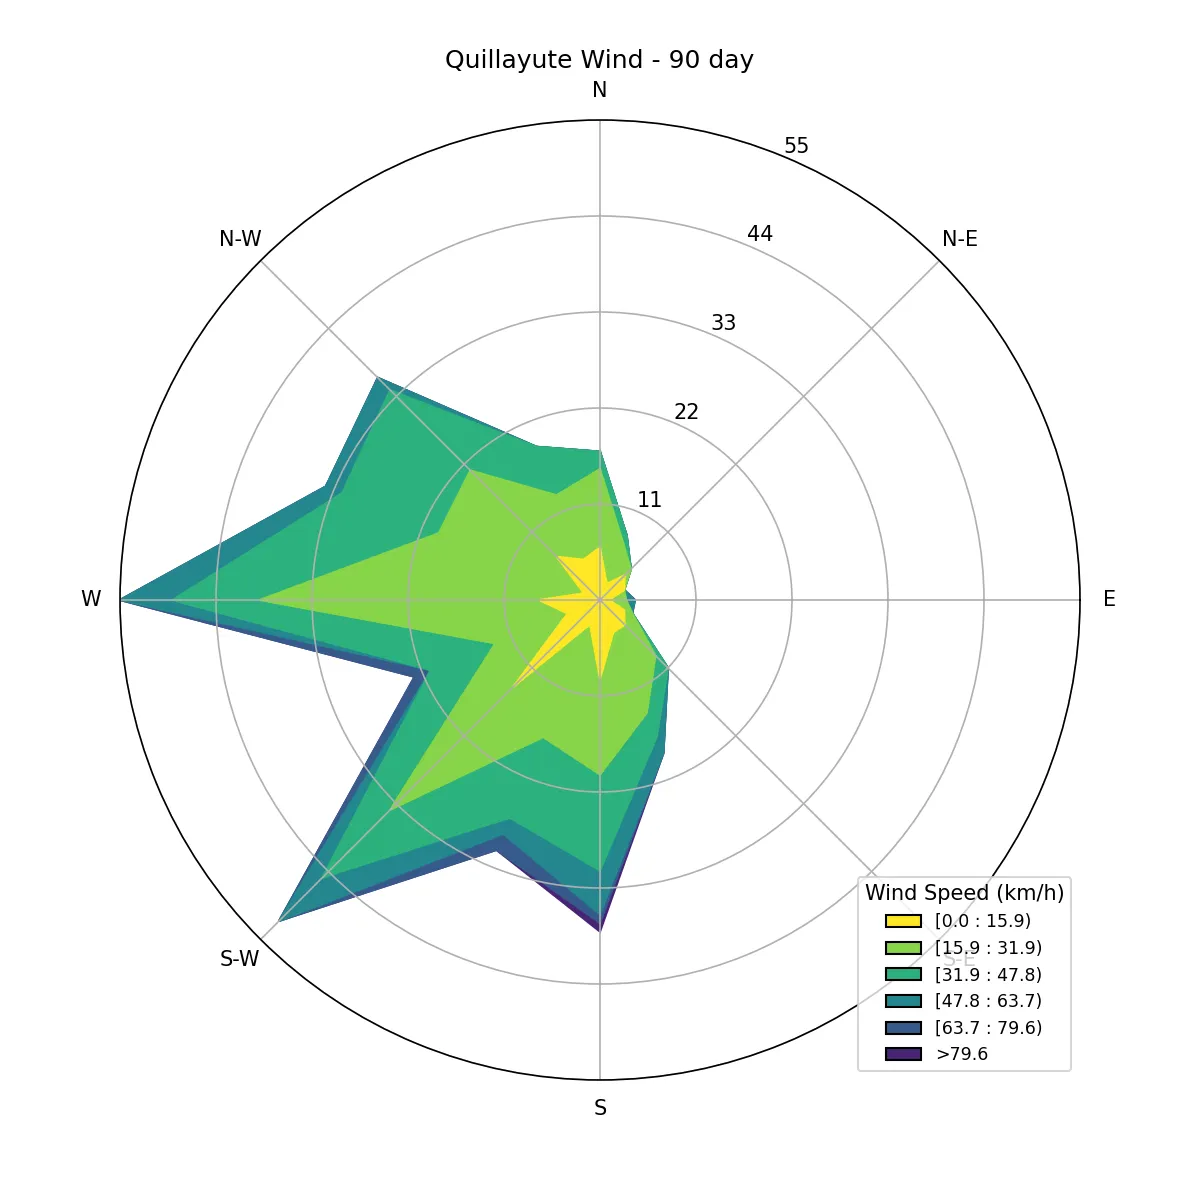 Quillayute Wind - 90 day
N
55
N-W
44
N-E
33
22
11
W
E
S-W
S-E
S
Wind Speed (km/h)
[0.0 : 15.9)
[15.9 : 31.9)
[31.9 : 47.8)
[47.8 : 63.7)
[63.7 : 79.6)
>79.6